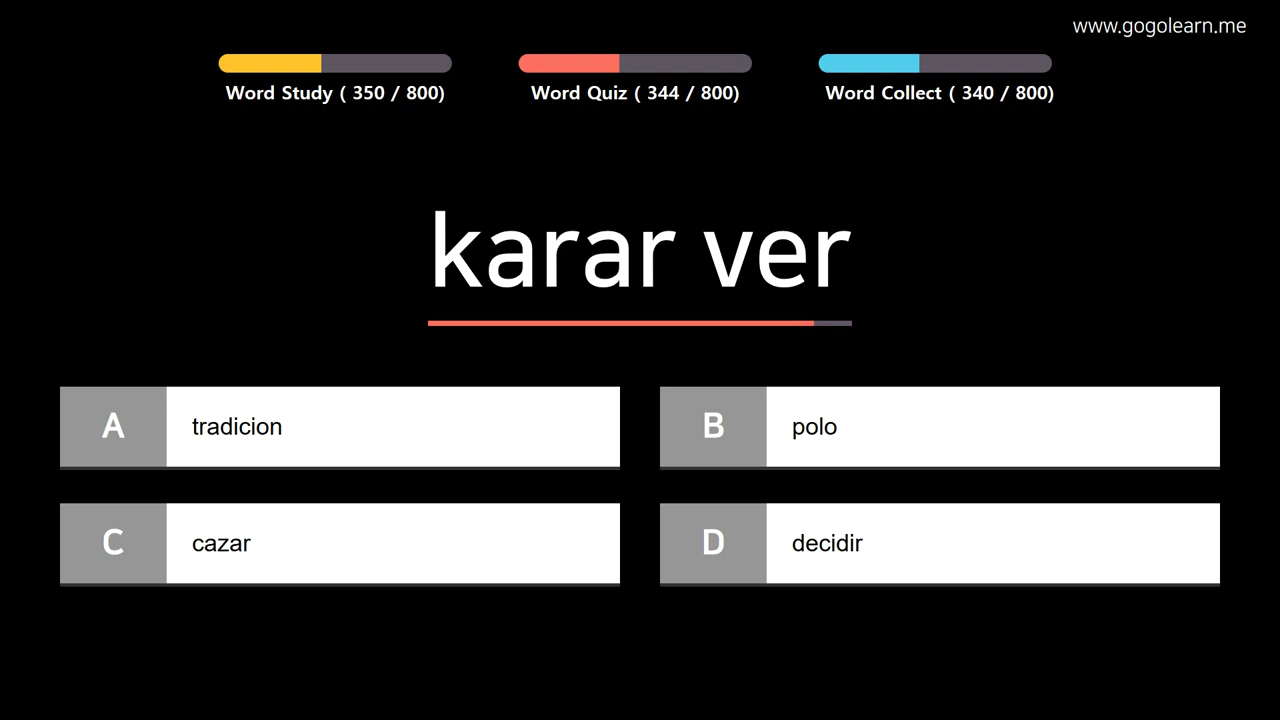 www.gogolearn.me
Word Study ( 350 / 800)
Word Quiz ( 344 / 800)
Word Collect ( 340 / 800)
karar ver
A tradicion
B polo
C cazar
D decidir